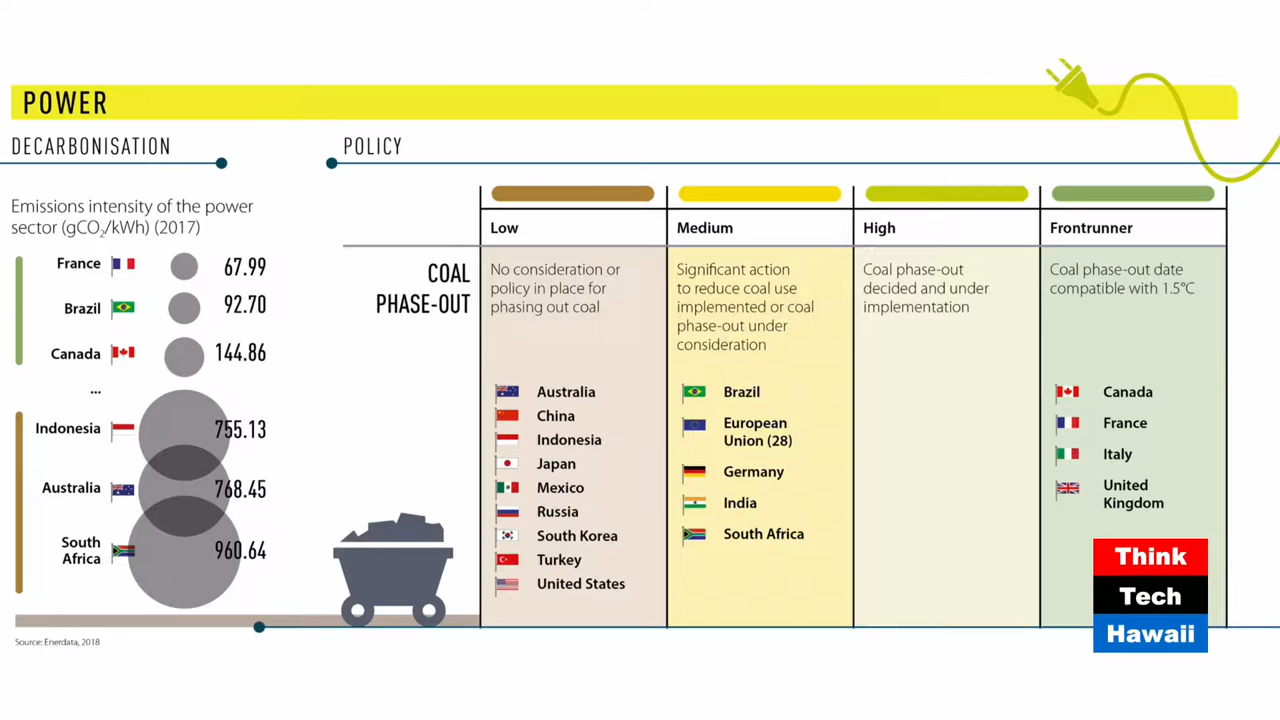 POWER
DECARBONISATION
POLICY
Emissions intensity of the power
sector (gCO₂/kWh) (2017)
France 67.99
Brazil 92.70
Canada 144.86
...
Indonesia 755.13
Australia 768.45
South
Africa 960.64
Source: Enerdata, 2018
COAL
PHASE-OUT
Low
No consideration or
policy in place for
phasing out coal
Australia
China
Indonesia
Japan
Mexico
Russia
South Korea
Turkey
United States
Medium
Significant action
to reduce coal use
implemented or coal
phase-out under
consideration
Brazil
European
Union (28)
Germany
India
South Africa
High
Coal phase-out
decided and under
implementation
Frontrunner
Coal phase-out date
compatible with 1.5°C
Canada
France
Italy
United
Kingdom
Think
Tech
Hawaii